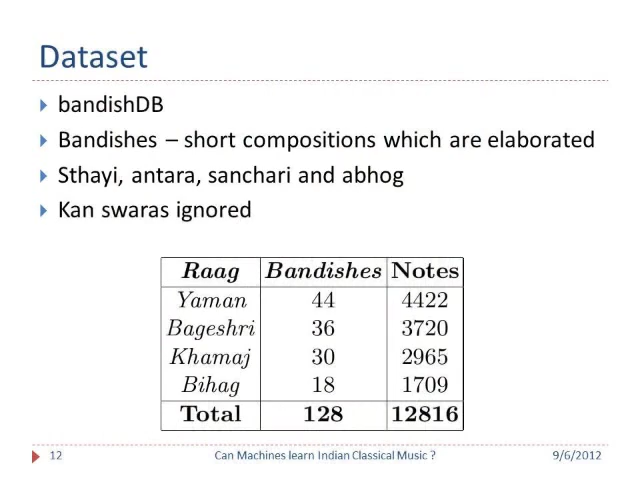 Dataset
bandishDB
Bandishes – short compositions which are elaborated
Sthayi, antara, sanchari and abhog
Kan swaras ignored
Raag Bandishes Notes
Yaman 44 4422
Bageshri 36 3720
Khamaj 30 2965
Bihag 18 1709
Total 128 12816
12 Can Machines learn Indian Classical Music ? 9/6/2012